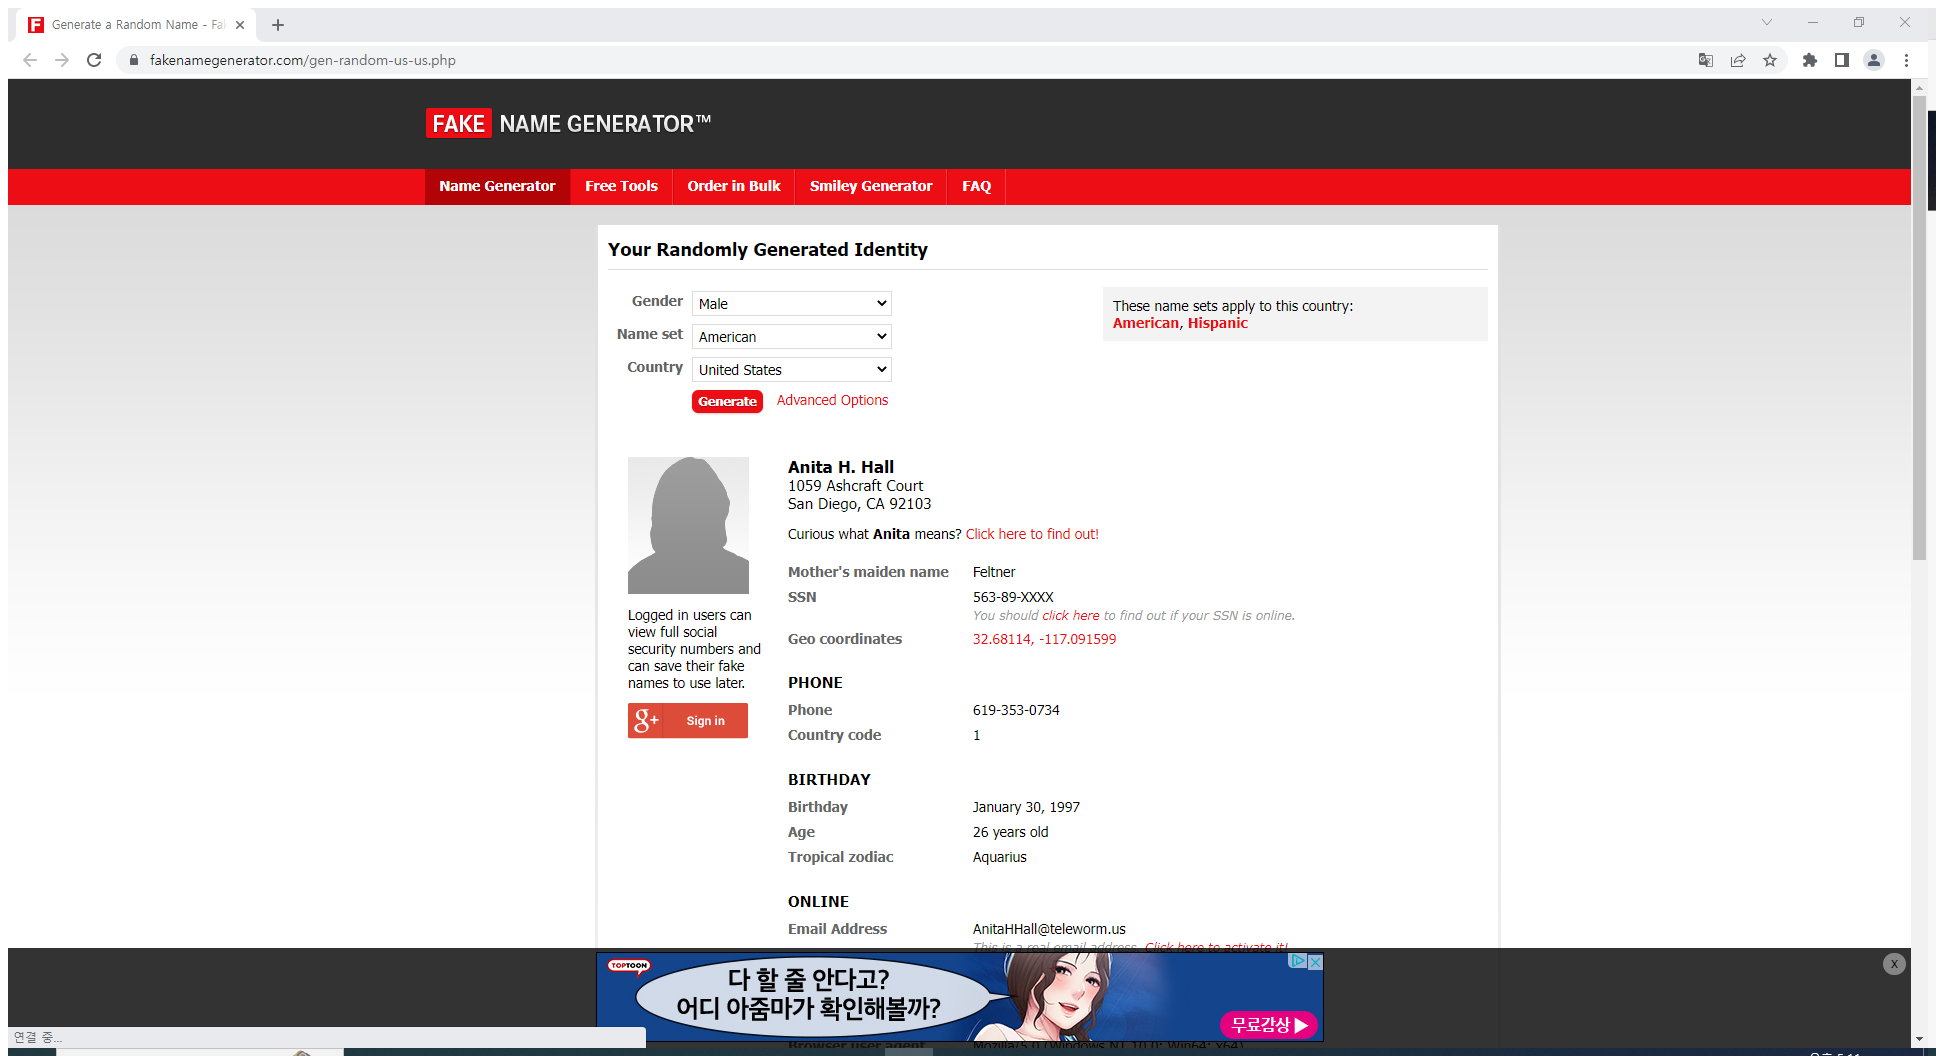 Generate a Random Name - Fa
fakenamegenerator.com/gen-random-us-us.php
FAKE NAME GENERATOR™
Name Generator Free Tools Order in Bulk Smiley Generator FAQ
Your Randomly Generated Identity
Gender Male
Name set American
Country United States
Generate Advanced Options
These name sets apply to this country:
American, Hispanic
Anita H. Hall
1059 Ashcraft Court
San Diego, CA 92103
Curious what Anita means? Click here to find out!
Logged in users can
view full social
security numbers and
can save their fake
names to use later.
g+ Sign in
Mother's maiden name Feltner
SSN 563-89-XXXX
You should click here to find out if your SSN is online.
Geo coordinates 32.68114, -117.091599
PHONE
Phone 619-353-0734
Country code 1
BIRTHDAY
Birthday January 30, 1997
Age 26 years old
Tropical zodiac Aquarius
ONLINE
Email Address AnitaHHall@teleworm.us
This is a real email address. Click here to activate it!
TOPTOON
다 할 줄 안다고?
어디 아줌마가 확인해볼까?
무료감상
X
연결 중...
Browser user agent Mozilla/5.0 (Windows NT 10.0; Win64; x64)